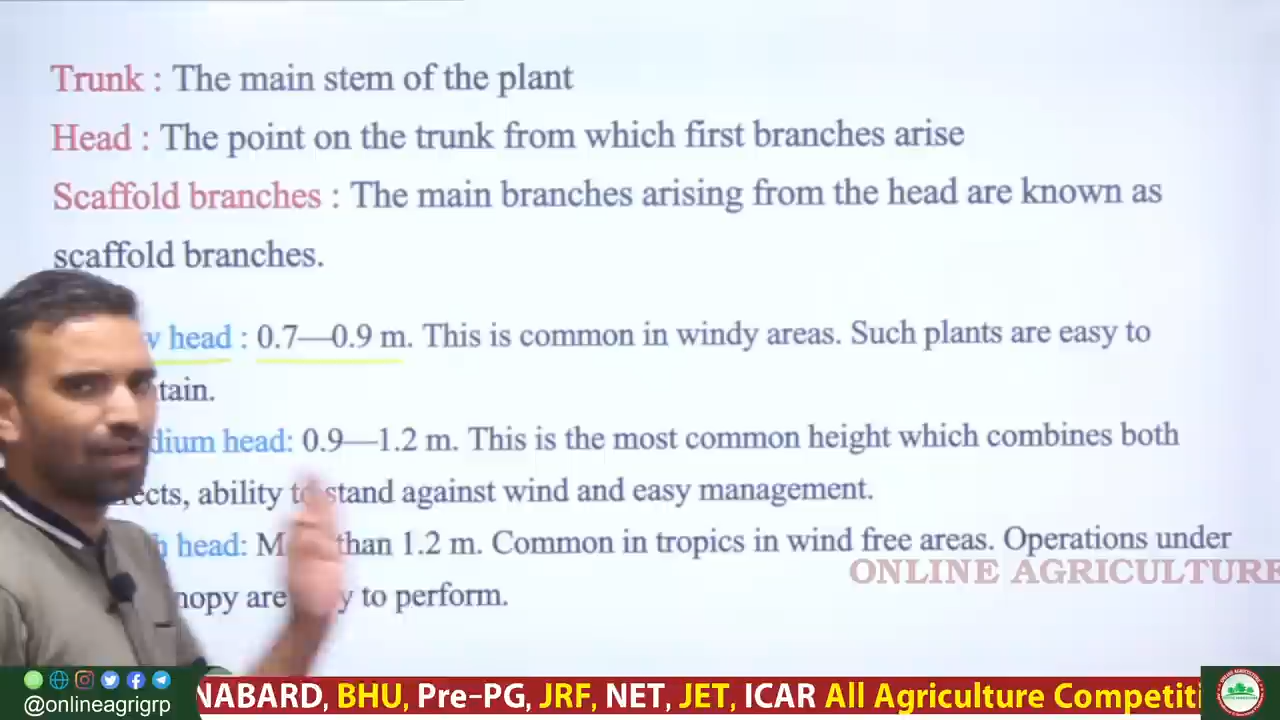 Trunk : The main stem of the plant
Head : The point on the trunk from which first branches arise
Scaffold branches : The main branches arising from the head are known as
scaffold branches.
head : 0.7—0.9 m. This is common in windy areas. Such plants are easy to
tain.
dium head: 0.9—1.2 m. This is the most common height which combines both
ects, ability to stand against wind and easy management.
head: than 1.2 m. Common in tropics in wind free areas. Operations under
ONLINE AGRICULTURE
nopy are to perform.
@onlineagrigrp NABARD, BHU, Pre-PG, JRF, NET, JET, ICAR All Agriculture Competiti